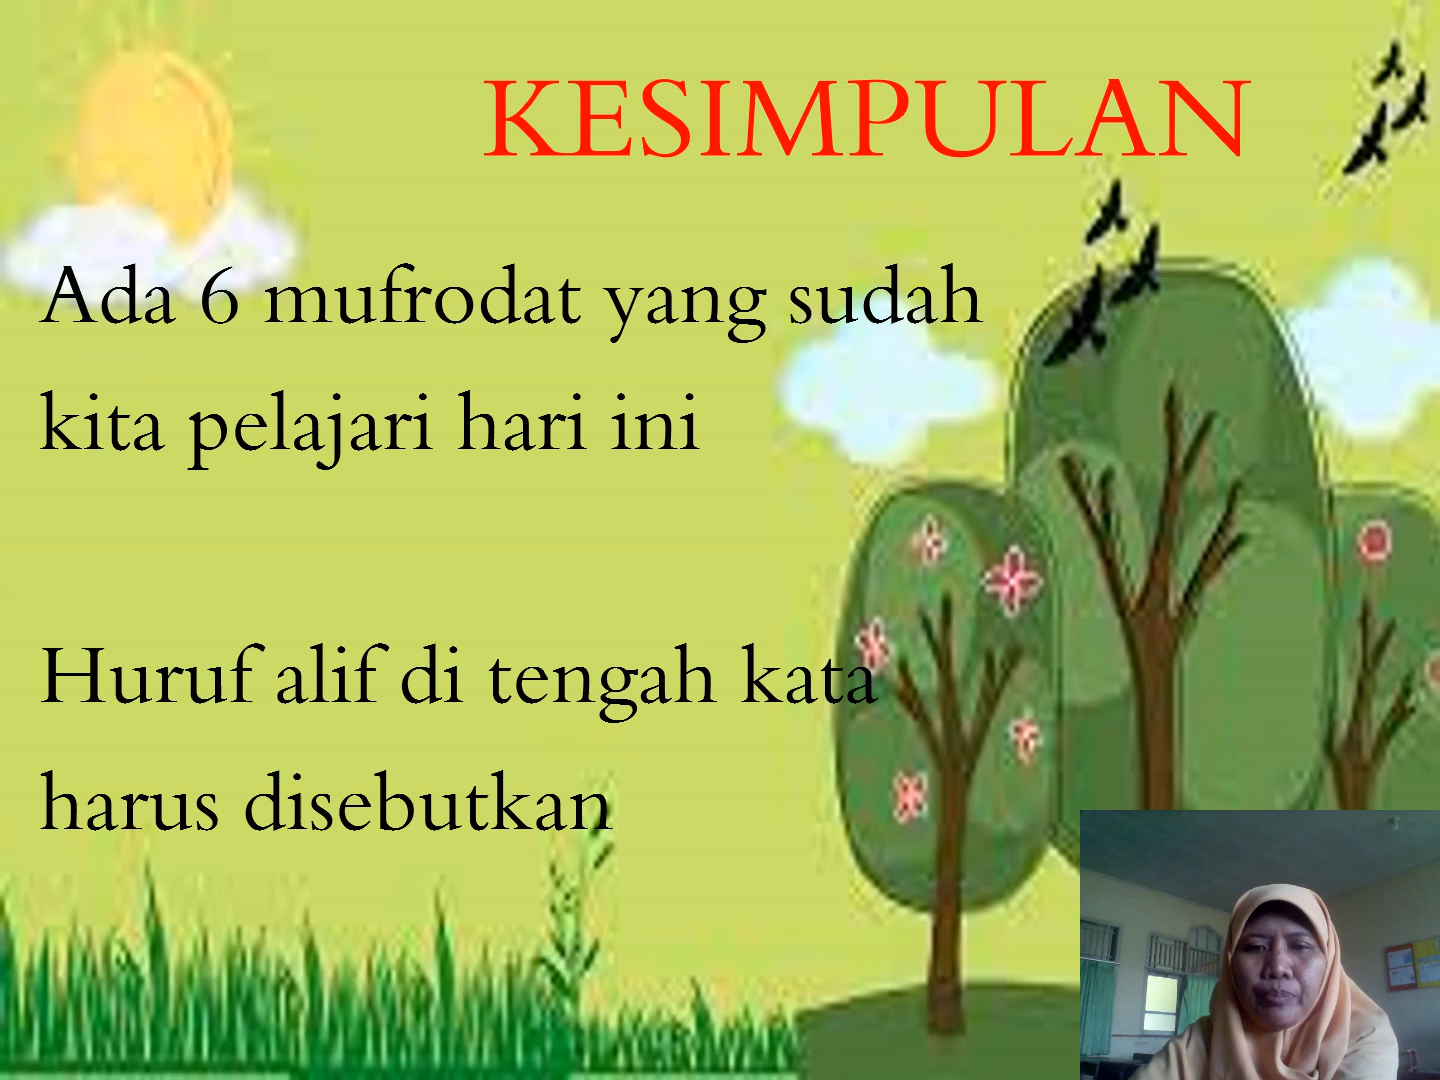 KESIMPULAN
Ada 6 mufrodat yang sudah
kita pelajari hari ini
Huruf alif di tengah kata
harus disebutkan